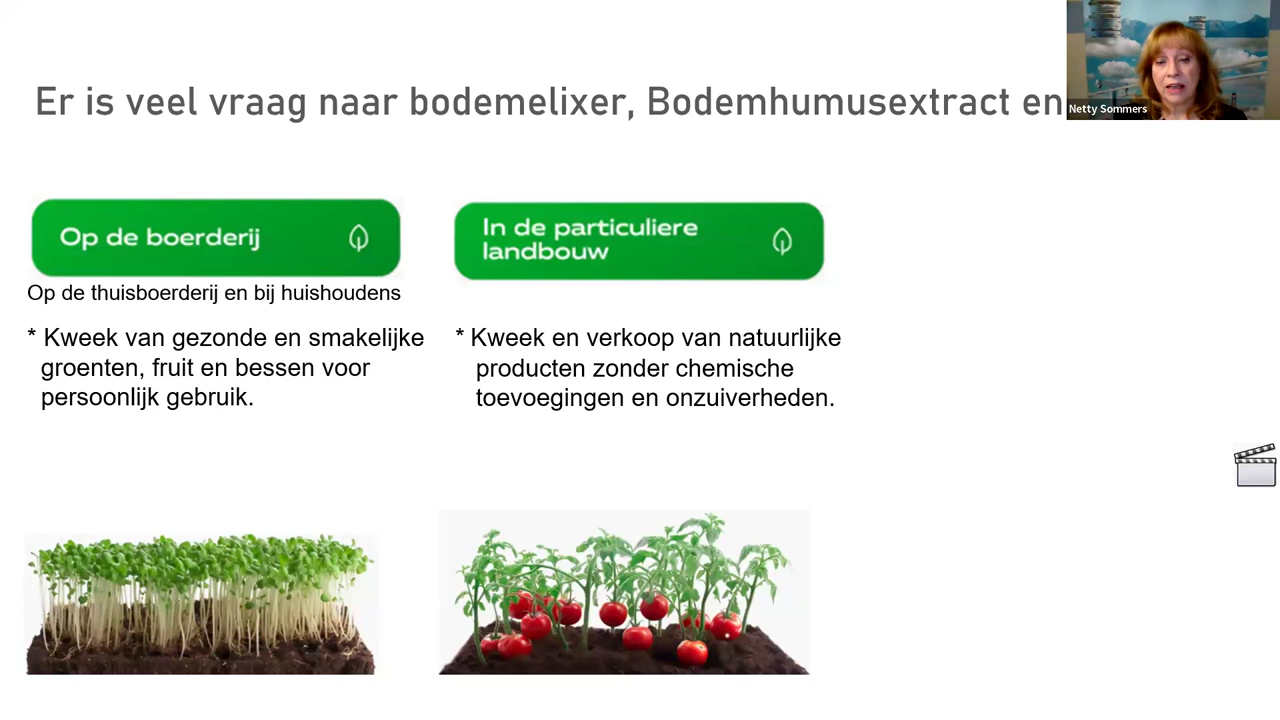 Er is veel vraag naar bodemelixer, Bodemhumusextract en
Netty Sommers
Op de boerderij
Op de thuisboerderij en bij huishoudens
* Kweek van gezonde en smakelijke
groenten, fruit en bessen voor
persoonlijk gebruik.
In de particuliere
landbouw
* Kweek en verkoop van natuurlijke
producten zonder chemische
toevoegingen en onzuiverheden.